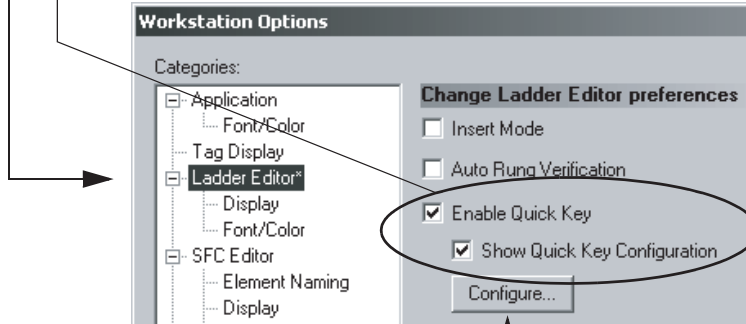 Workstation Options
Categories:
Application
Font/Color
Tag Display
Ladder Editor*
Display
Font/Color
SFC Editor
Element Naming
Display
Change Ladder Editor preferences
Insert Mode
Auto Rung Verification
Enable Quick Key
Show Quick Key Configuration
Configure...